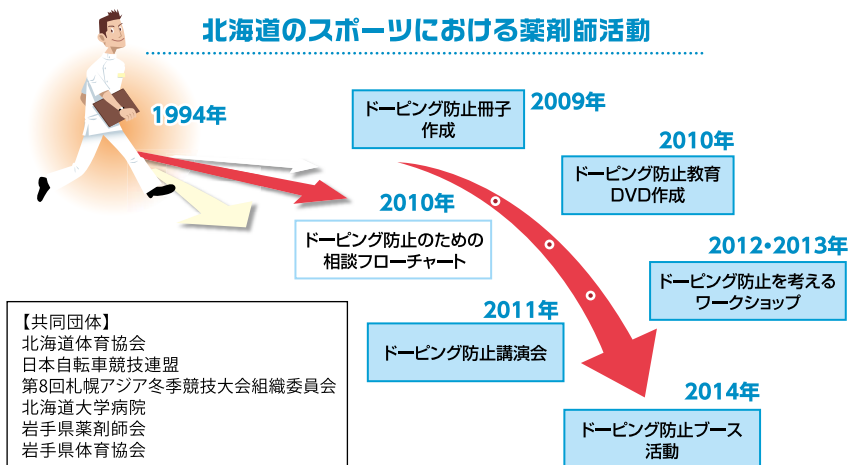 北海道のスポーツにおける薬剤師活動
1994年
2009年
ドーピング防止冊子
作成
2010年
ドーピング防止教育
DVD作成
2010年
ドーピング防止のための
相談フローチャート
2012・2013年
ドーピング防止を考える
ワークショップ
2011年
ドーピング防止講演会
2014年
ドーピング防止ブース
活動
【共同団体】
北海道体育協会
日本自転車競技連盟
第8回札幌アジア冬季競技大会組織委員会
北海道大学病院
岩手県薬剤師会
岩手県体育協会